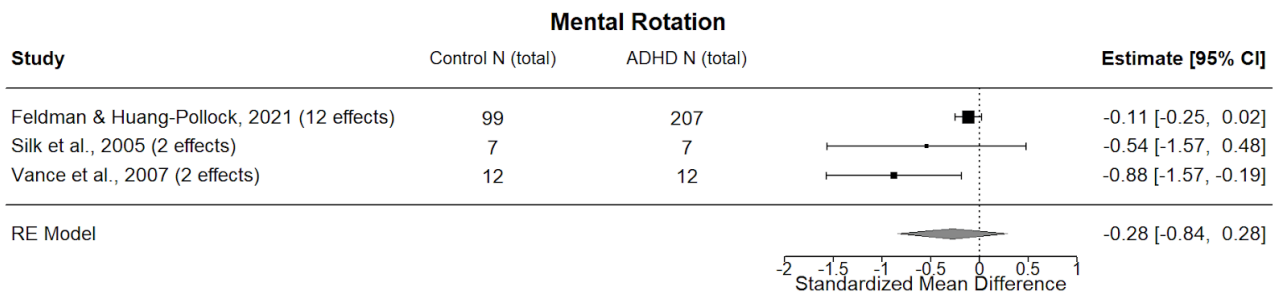 Mental Rotation
Study Control N (total) ADHD N (total) Estimate [95% CI]
Feldman & Huang-Pollock, 2021 (12 effects) 99 207 -0.11 [-0.25, 0.02]
Silk et al., 2005 (2 effects) 7 7 -0.54 [-1.57, 0.48]
Vance et al., 2007 (2 effects) 12 12 -0.88 [-1.57, -0.19]
RE Model -0.28 [-0.84, 0.28]
-2 -1.5 -1 -0.5 0 0.5 1
Standardized Mean Difference